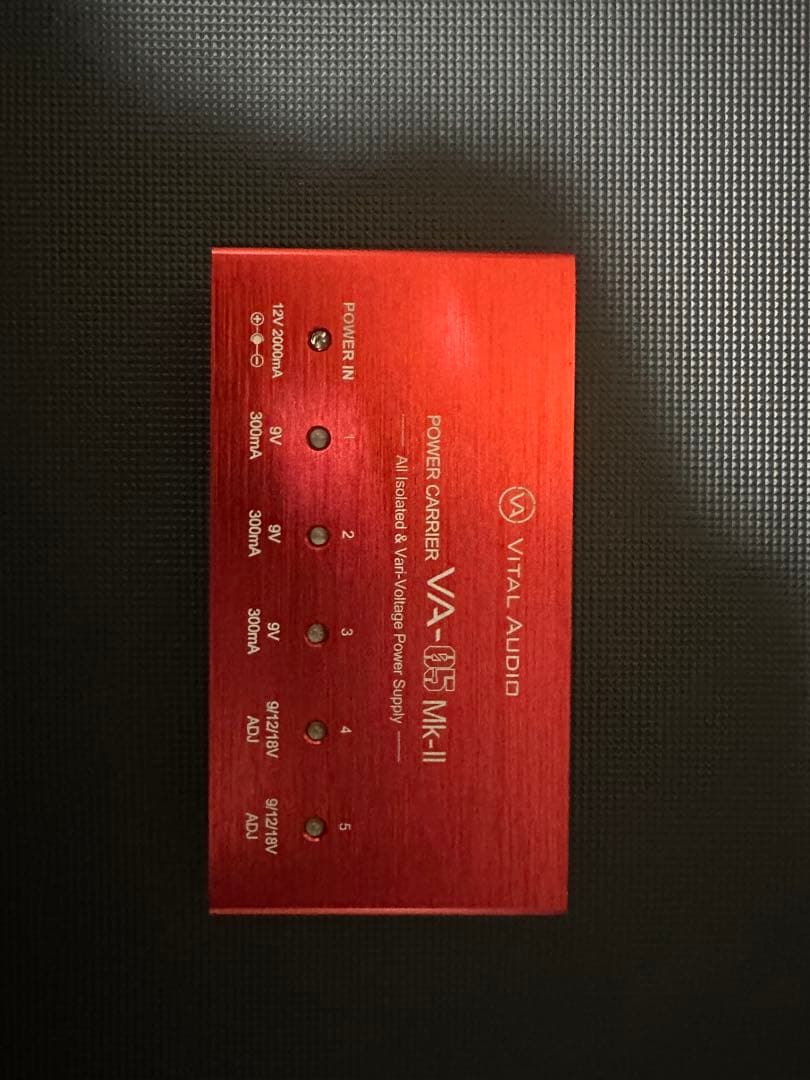 VA VITAL AUDIO
POWER CARRIER VA-05 Mk-II
All Isolated & Vari-Voltage Power Supply
POWER IN 1 2 3 4 5
12V 2000mA 9V 9V 9V 9/12/18V 9/12/18V
300mA 300mA 300mA ADJ ADJ